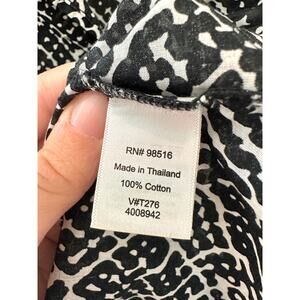 RN# 98516
Made in Thailand
100% Cotton
V#T276
4008942